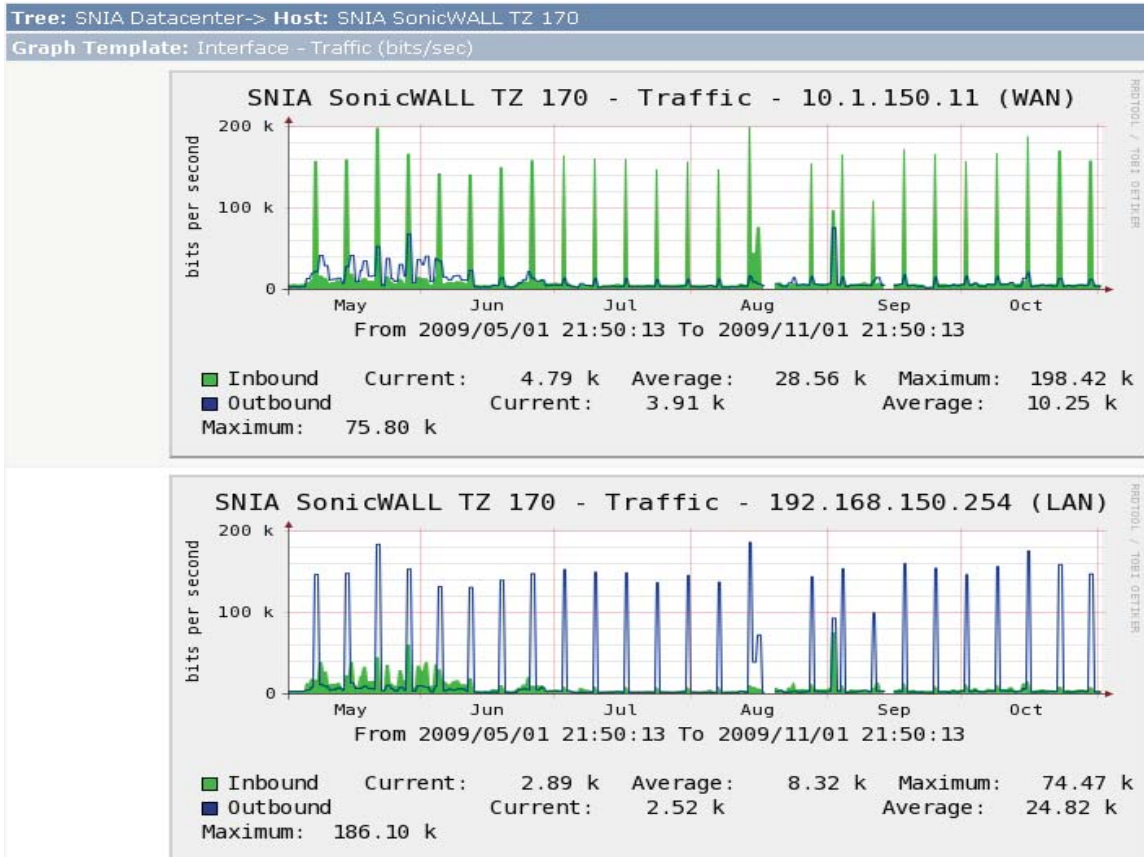 Tree: SNIA Datacenter-> Host: SNIA SonicWALL TZ 170
Graph Template: Interface - Traffic (bits/sec)
SNIA SonicWALL TZ 170 - Traffic - 10.1.150.11 (WAN)
RRDTOOL / TOBI OETIKER
bits per second
200 k
100 k
0
May Jun Jul Aug Sep Oct
From 2009/05/01 21:50:13 To 2009/11/01 21:50:13
Inbound Current: 4.79 k Average: 28.56 k Maximum: 198.42 k
Outbound Current: 3.91 k Average: 10.25 k
Maximum: 75.80 k
SNIA SonicWALL TZ 170 - Traffic - 192.168.150.254 (LAN)
RRDTOOL / TOBI OETIKER
bits per second
200 k
100 k
0
May Jun Jul Aug Sep Oct
From 2009/05/01 21:50:13 To 2009/11/01 21:50:13
Inbound Current: 2.89 k Average: 8.32 k Maximum: 74.47 k
Outbound Current: 2.52 k Average: 24.82 k
Maximum: 186.10 k